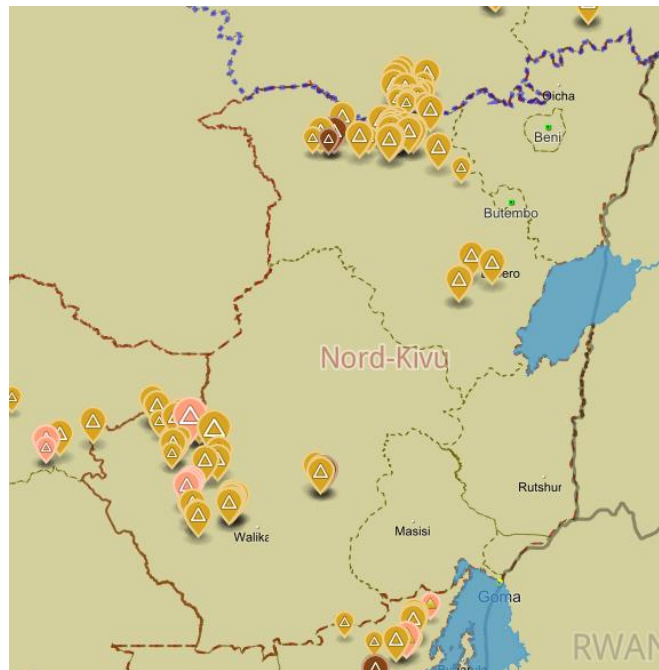 Oicha
Beni
Butembo
Nord-Kivu
Rutshur
Masisi
Walika
Goma
RWAN